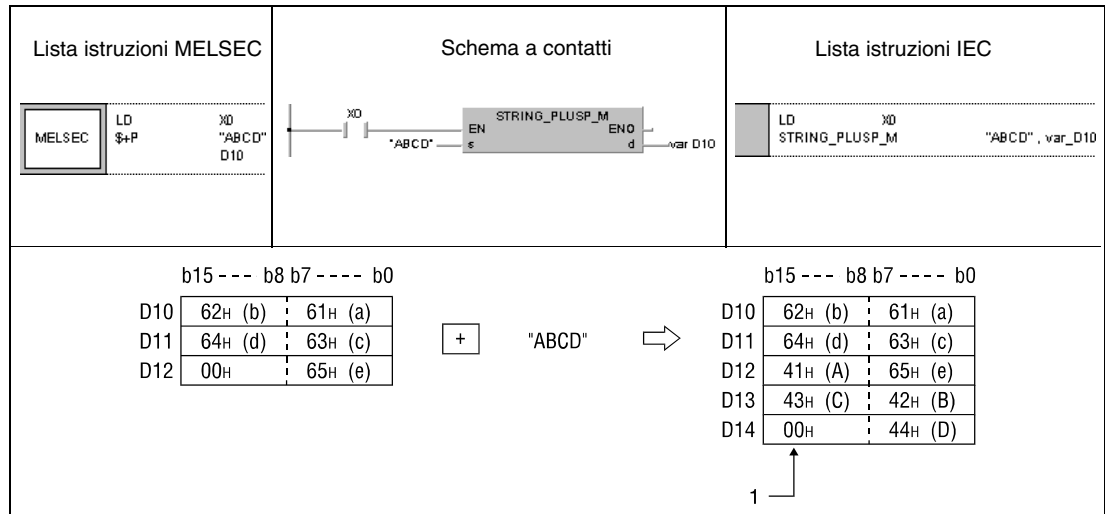 Lista istruzioni MELSEC
Schema a contatti
Lista istruzioni IEC
MELSEC
LD X0
$+P "ABCD"
D10
X0
STRING_PLUSP_M
EN ENO
"ABCD" s d var D10
LD X0
STRING_PLUSP_M "ABCD" , var_D10
b15 --- b8 b7 ---- b0
D10 62H (b) 61H (a)
D11 64H (d) 63H (c)
D12 00H 65H (e)
+ "ABCD"
b15 --- b8 b7 ---- b0
D10 62H (b) 61H (a)
D11 64H (d) 63H (c)
D12 41H (A) 65H (e)
D13 43H (C) 42H (B)
D14 00H 44H (D)
1